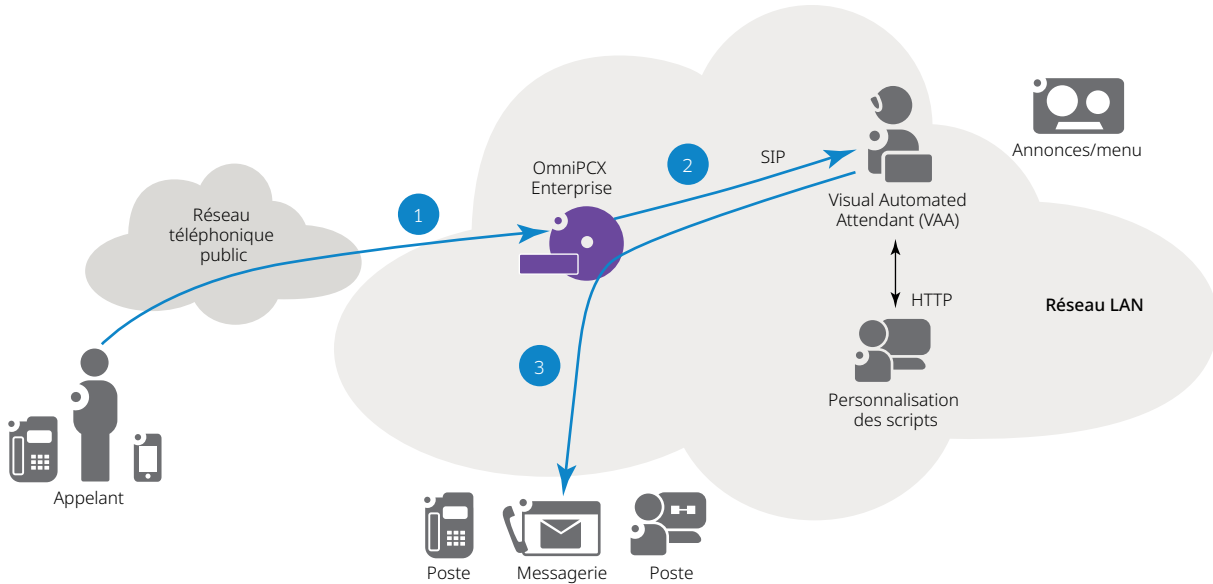 Réseau
téléphonique
public
1
OmniPCX
Enterprise
2
SIP
Annonces/menu
Visual Automated
Attendant (VAA)
HTTP
Réseau LAN
3
Personnalisation
des scripts
Appelant
Poste
Messagerie
Poste